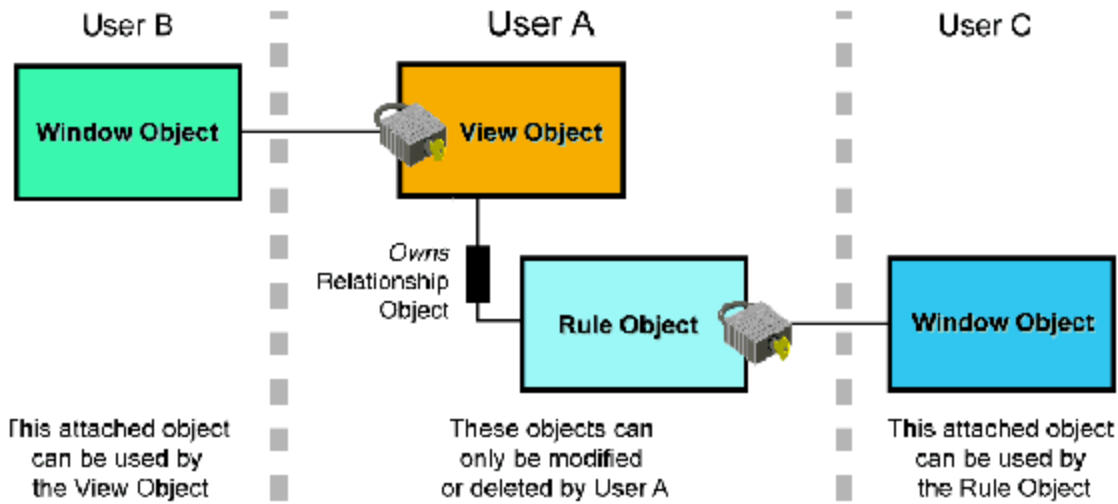 User B
User A
User C
Window Object
View Object
Owns
Relationship
Object
Rule Object
Window Object
This attached object
can be used by
the View Object
These objects can
only be modified
or deleted by User A
This attached object
can be used by
the Rule Object